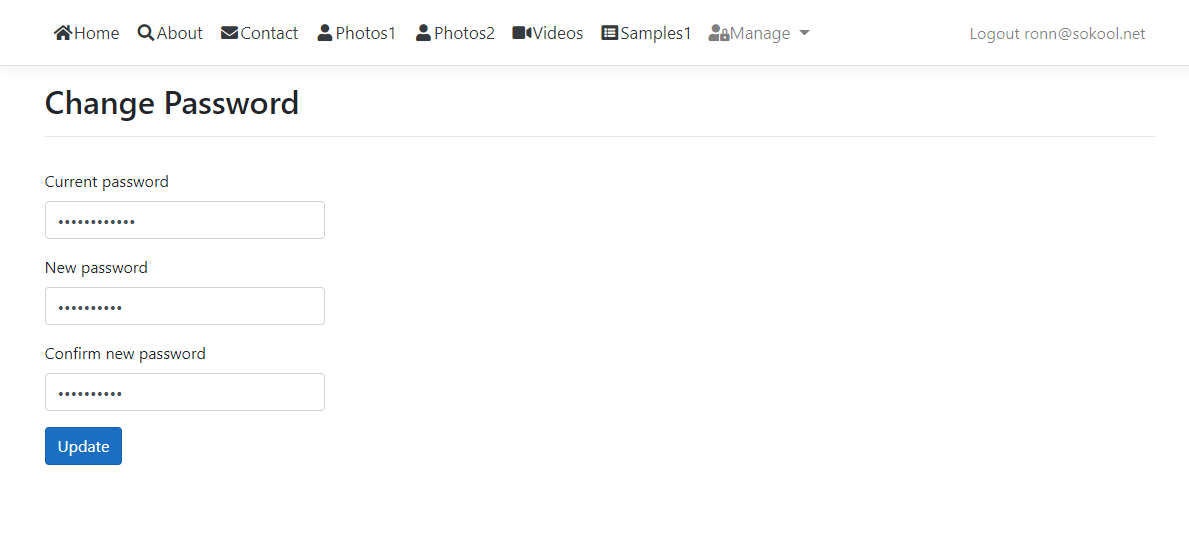 Home About Contact Photos1 Photos2 Videos Samples1 Manage Logout ronn@sokool.net
Change Password
Current password
••••••••••••
New password
••••••••••
Confirm new password
••••••••••
Update